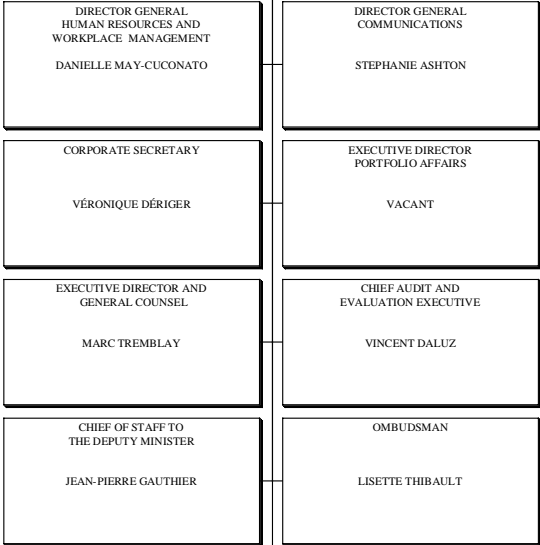 DIRECTOR GENERAL
HUMAN RESOURCES AND
WORKPLACE MANAGEMENT
DANIELLE MAY-CUCONATO
DIRECTOR GENERAL
COMMUNICATIONS
STEPHANIE ASHTON
CORPORATE SECRETARY
VÉRONIQUE DÉRIGER
EXECUTIVE DIRECTOR
PORTFOLIO AFFAIRS
VACANT
EXECUTIVE DIRECTOR AND
GENERAL COUNSEL
MARC TREMBLAY
CHIEF AUDIT AND
EVALUATION EXECUTIVE
VINCENT DALUZ
CHIEF OF STAFF TO
THE DEPUTY MINISTER
JEAN-PIERRE GAUTHIER
OMBUDSMAN
LISETTE THIBAULT